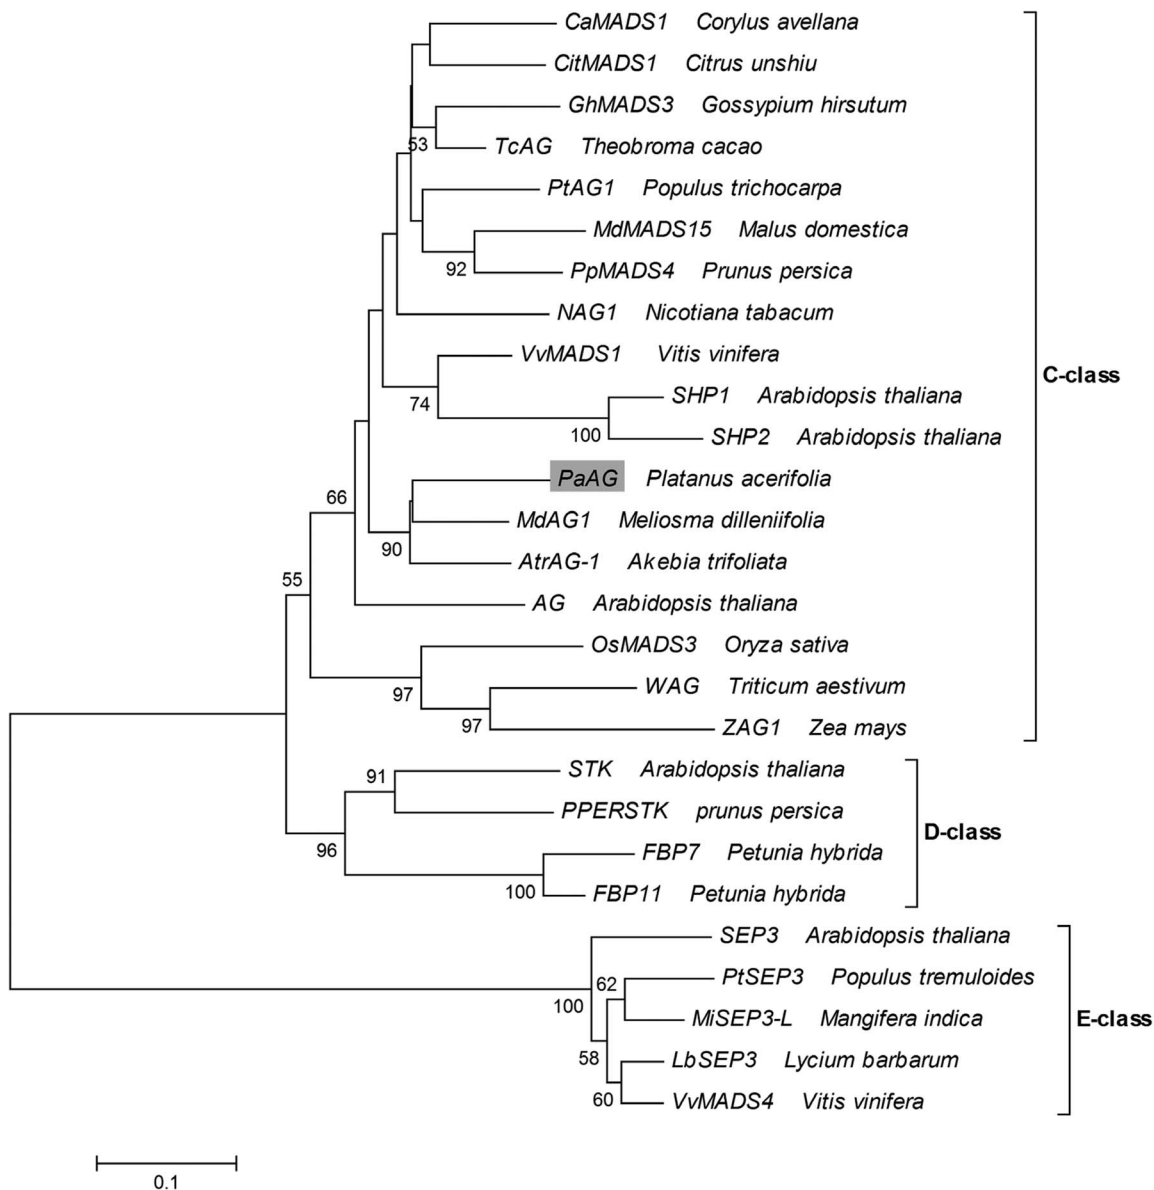 CaMADS1 Corylus avellana
CitMADS1 Citrus unshiu
GhMADS3 Gossypium hirsutum
53
TcAG Theobroma cacao
PtAG1 Populus trichocarpa
MdMADS15 Malus domestica
92
PpMADS4 Prunus persica
NAG1 Nicotiana tabacum
VvMADS1 Vitis vinifera
C-class
SHP1 Arabidopsis thaliana
74
100
SHP2 Arabidopsis thaliana
PaAG Platanus acerifolia
66
MdAG1 Meliosma dilleniifolia
90
AtrAG-1 Akebia trifoliata
55
AG Arabidopsis thaliana
OsMADS3 Oryza sativa
97
WAG Triticum aestivum
97
ZAG1 Zea mays
STK Arabidopsis thaliana
91
PPERSTK prunus persica
D-class
96
FBP7 Petunia hybrida
100
FBP11 Petunia hybrida
SEP3 Arabidopsis thaliana
62
PtSEP3 Populus tremuloides
100
MiSEP3-L Mangifera indica
E-class
58
LbSEP3 Lycium barbarum
60
VvMADS4 Vitis vinifera
0.1